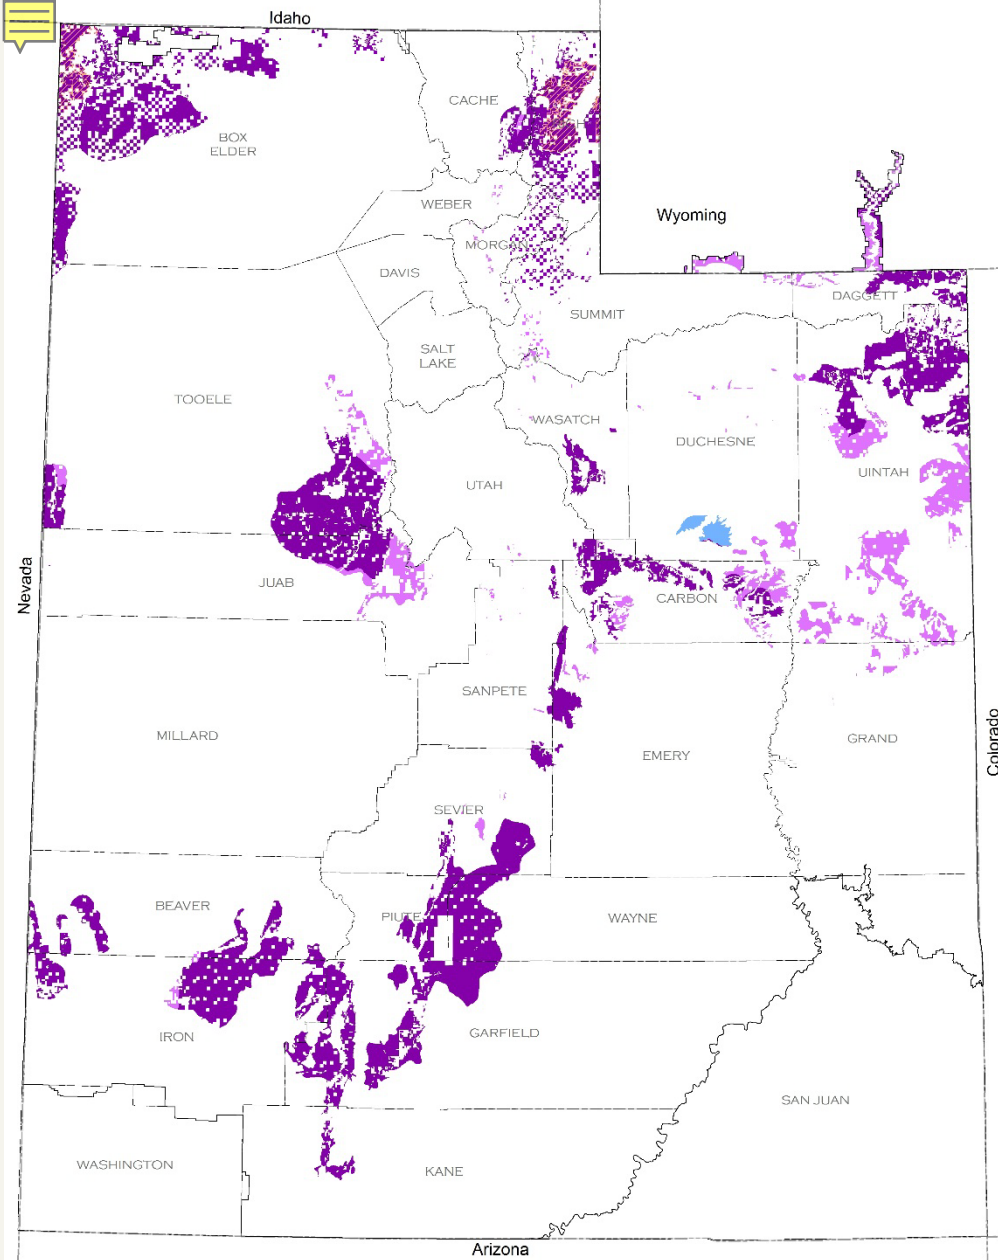 Idaho
CACHE
BOX
ELDER
WEBER
Wyoming
MORGAN
DAVIS
DAGGETT
SUMMIT
SALT
LAKE
TOOELE
WASATCH
DUCHESNE
UINTAH
UTAH
Nevada
JUAB
CARBON
SANPETE
MILLARD
GRAND
Colorado
EMERY
SEVIER
BEAVER
PIUTE
WAYNE
IRON
GARFIELD
SAN JUAN
WASHINGTON
KANE
Arizona